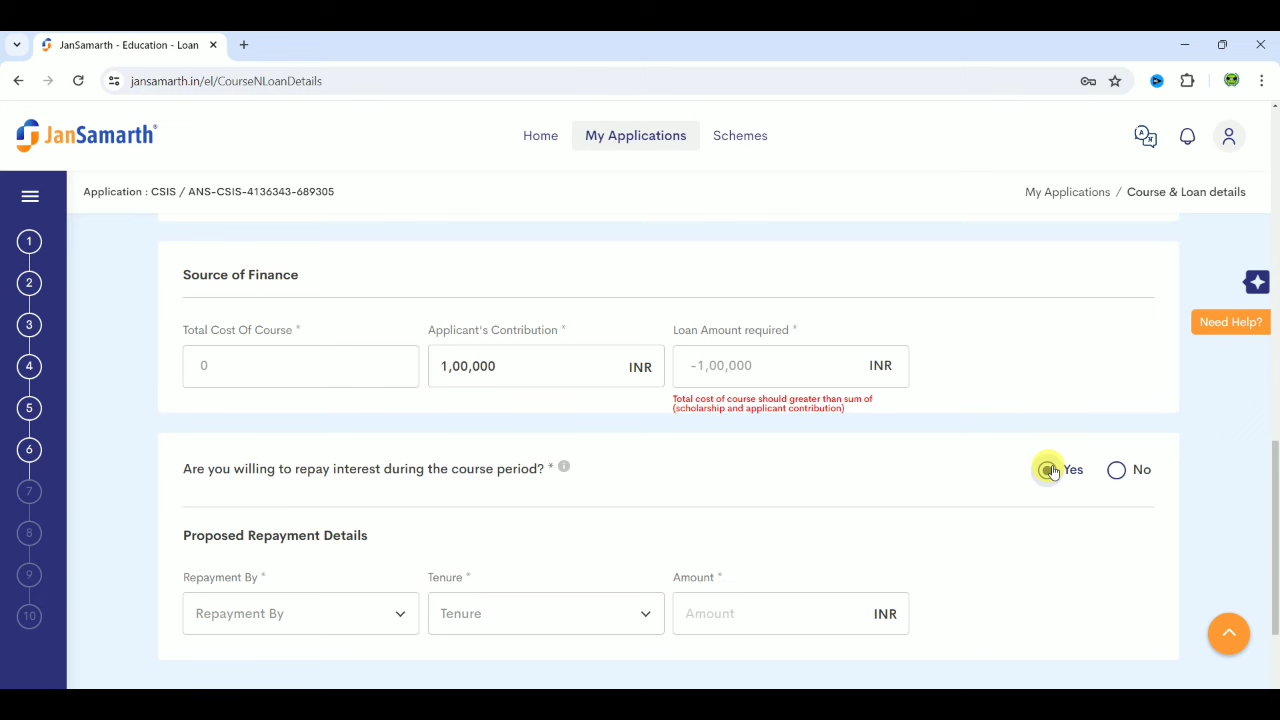 JanSamarth - Education - Loan
jansamarth.in/el/CourseNLoanDetails
JanSamarth®
Home
My Applications
Schemes
Application : CSIS / ANS-CSIS-4136343-689305
My Applications / Course & Loan details
1
2
3
4
5
6
7
8
9
10
Source of Finance
Total Cost Of Course *
Applicant's Contribution *
Loan Amount required *
0
1,00,000 INR
-1,00,000 INR
Total cost of course should greater than sum of
(scholarship and applicant contribution)
Need Help?
Are you willing to repay interest during the course period? *
Yes
No
Proposed Repayment Details
Repayment By *
Tenure *
Amount *
Repayment By
Tenure
Amount INR